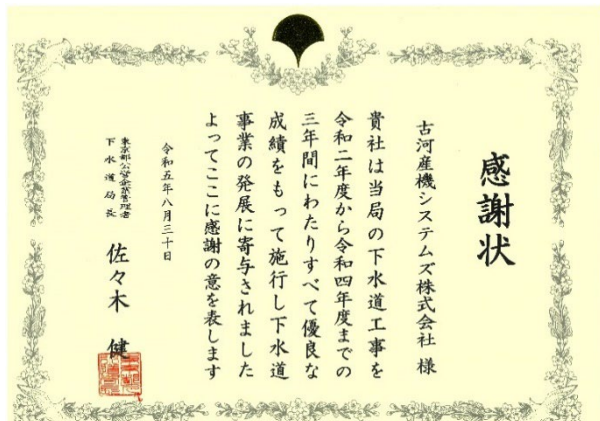 感謝状
古河産機システムズ株式会社 様
貴社は当局の下水道工事を
令和二年度から令和四年度までの
三年間にわたりすべて優良な
成績をもって施行し下水道
事業の発展に寄与されました
よってここに感謝の意を表します
令和五年八月三十日
東京都公営企業管理者
下水道局長
佐々木 健